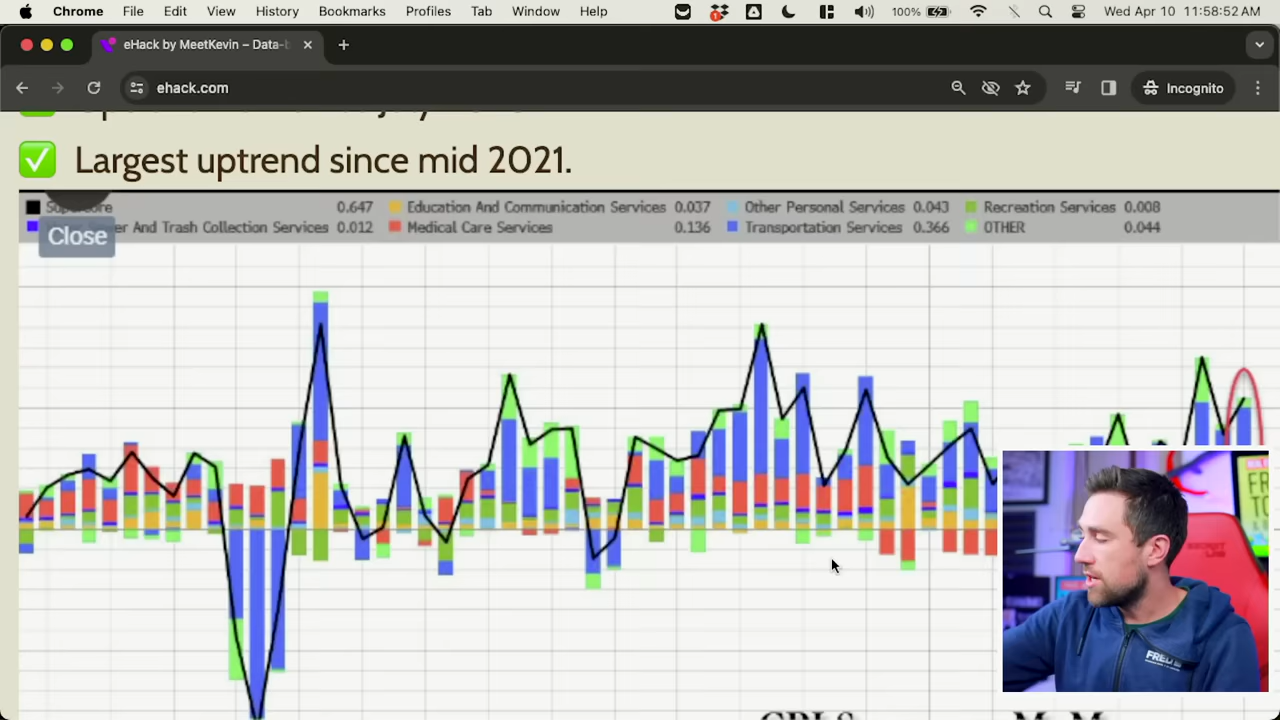 Chrome File Edit View History Bookmarks Profiles Tab Window Help 100% Wed Apr 10 11:58:52 AM
eHack by MeetKevin – Data-b
ehack.com Incognito
Largest uptrend since mid 2021.
Supercore 0.647 Education And Communication Services 0.037 Other Personal Services 0.043 Recreation Services 0.008
And Trash Collection Services 0.012 Medical Care Services 0.136 Transportation Services 0.366 OTHER 0.044
Close